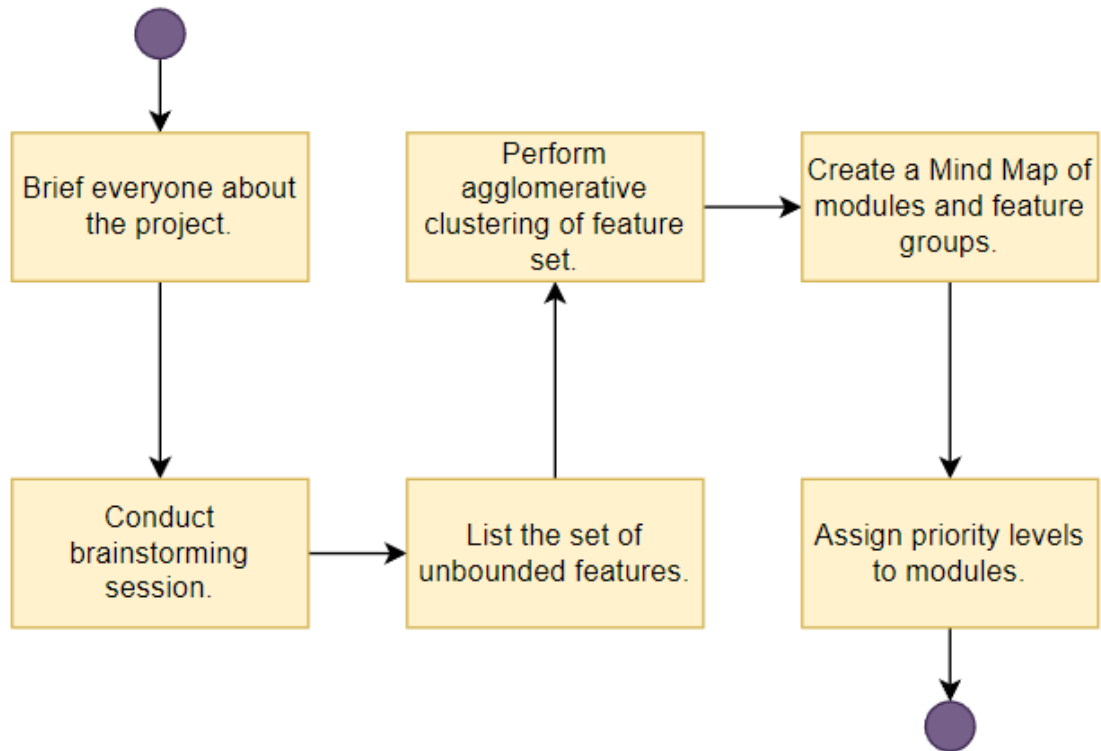 Brief everyone about
the project.
Conduct
brainstorming
session.
List the set of
unbounded features.
Perform
agglomerative
clustering of feature
set.
Create a Mind Map of
modules and feature
groups.
Assign priority levels
to modules.